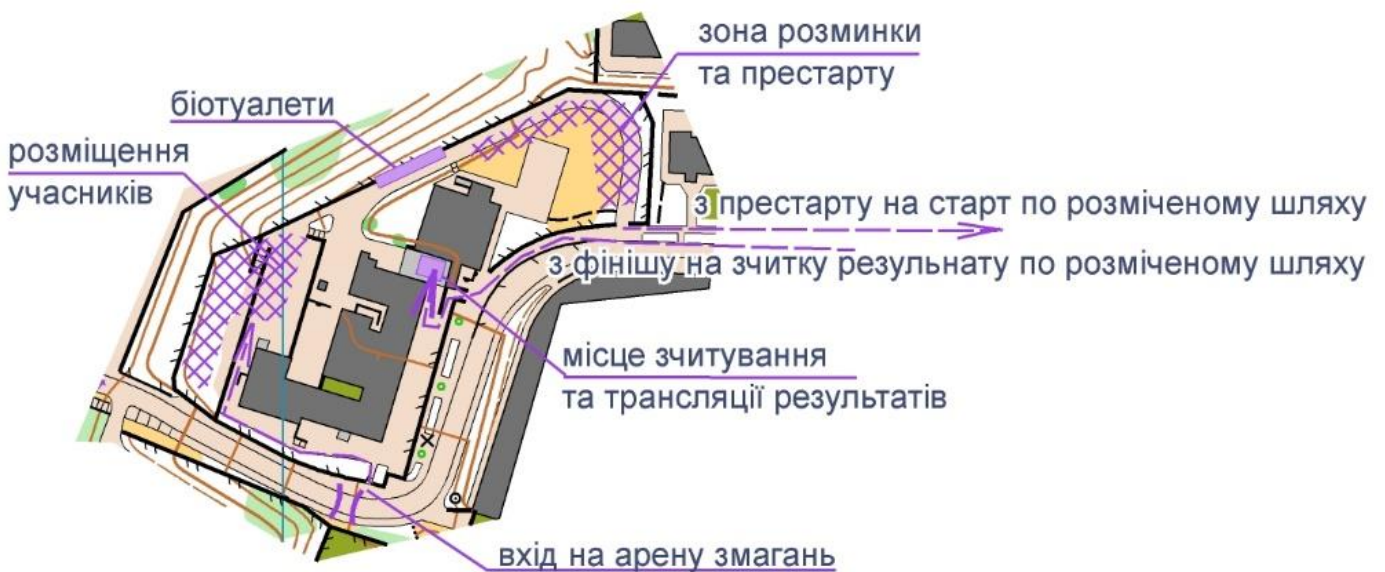 зона розминки
та престарту
біотуалети
розміщення
учасників
з престарту на старт по розміченому шляху
з фінішу на зчитку результату по розміченому шляху
місце зчитування
та трансляції результатів
вхід на арену змагань